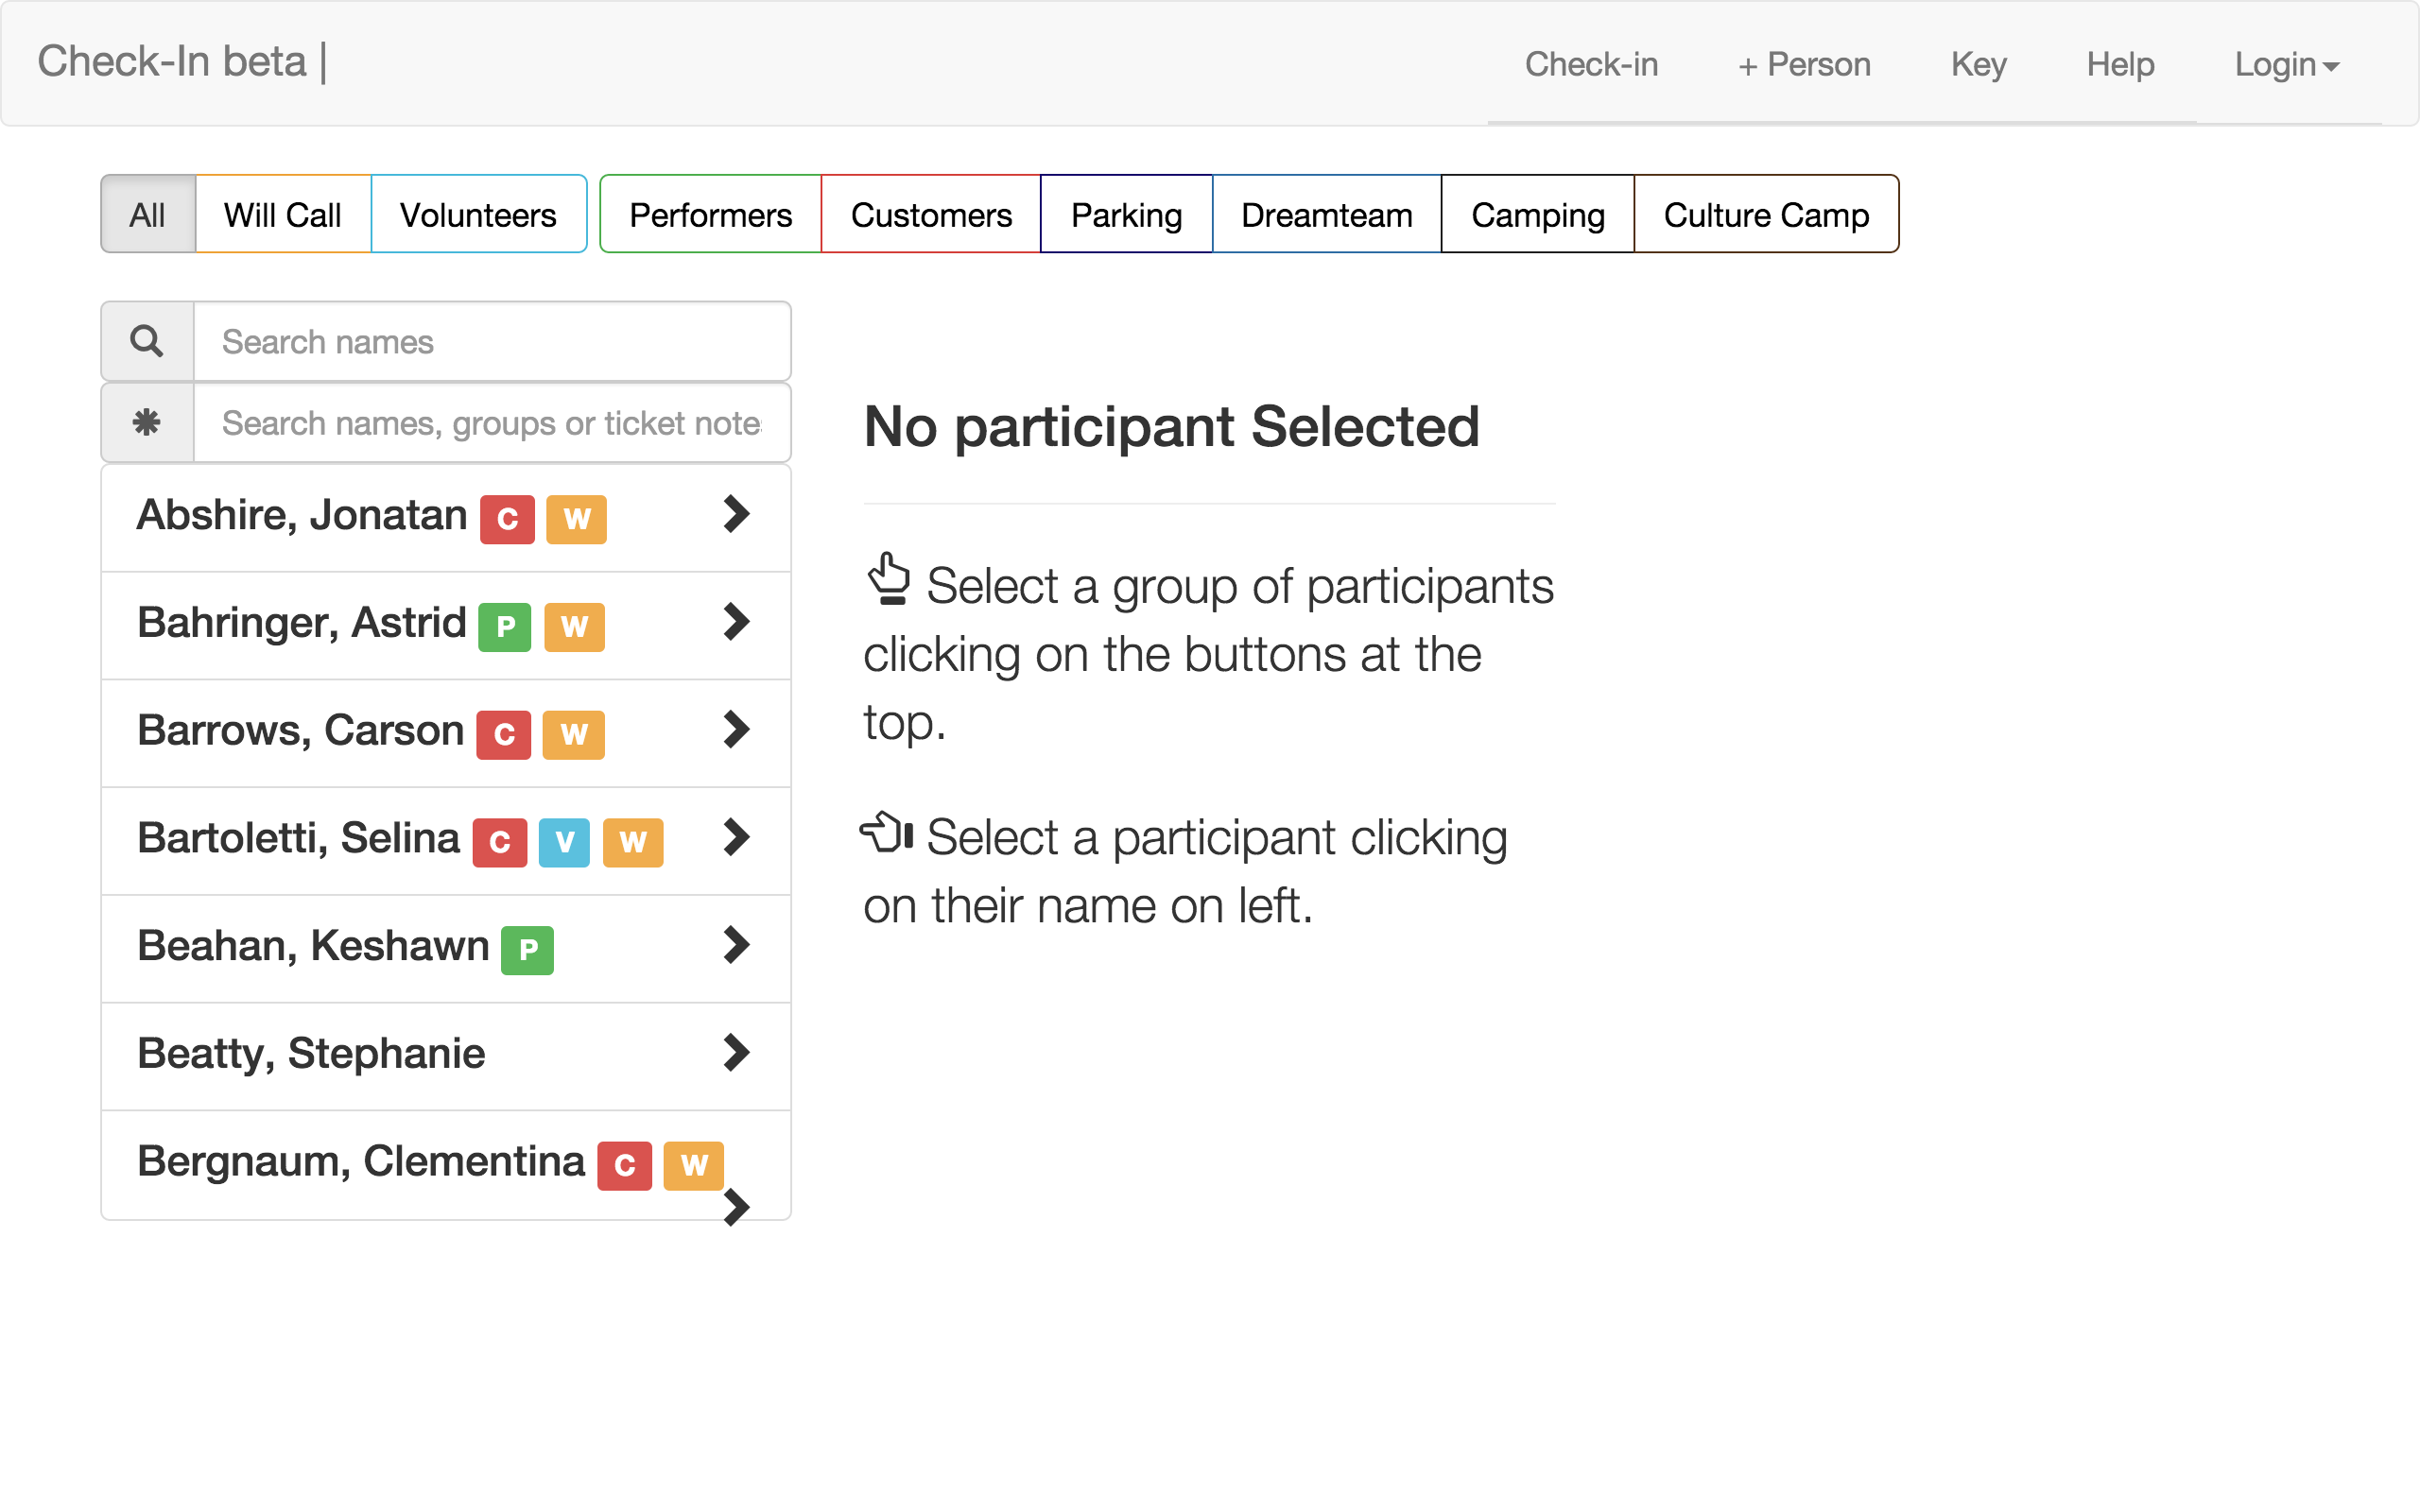 Check-In beta |
Check-in + Person Key Help Login
All Will Call Volunteers Performers Customers Parking Dreamteam Camping Culture Camp
Search names
Search names, groups or ticket note
No participant Selected
Abshire, Jonatan C W
Bahringer, Astrid P W
Barrows, Carson C W
Bartoletti, Selina C V W
Beahan, Keshawn P
Beatty, Stephanie
Bergnaum, Clementina C W
Select a group of participants
clicking on the buttons at the
top.
Select a participant clicking
on their name on left.